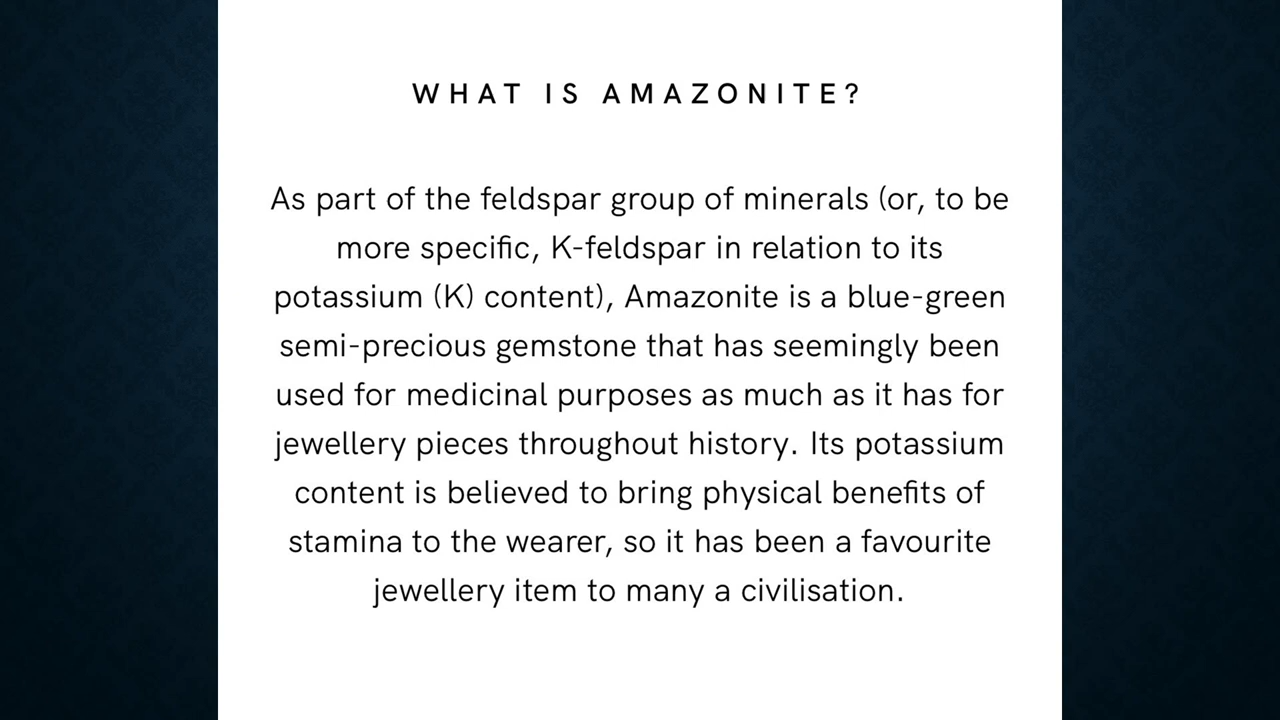 WHAT IS AMAZONITE?
As part of the feldspar group of minerals (or, to be
more specific, K-feldspar in relation to its
potassium (K) content), Amazonite is a blue-green
semi-precious gemstone that has seemingly been
used for medicinal purposes as much as it has for
jewellery pieces throughout history. Its potassium
content is believed to bring physical benefits of
stamina to the wearer, so it has been a favourite
jewellery item to many a civilisation.